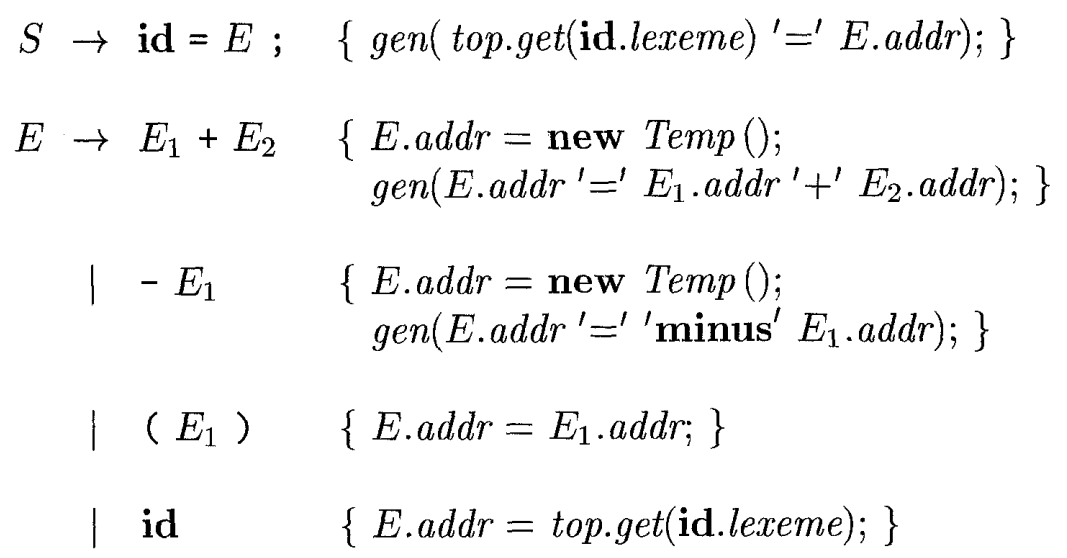 S → id = E ; { gen( top.get(id.lexeme) '=' E.addr); }
E → E₁ + E₂ { E.addr = new Temp();
gen(E.addr '=' E₁.addr '+' E₂.addr); }
| - E₁ { E.addr = new Temp();
gen(E.addr '=' 'minus' E₁.addr); }
| ( E₁ ) { E.addr = E₁.addr; }
| id { E.addr = top.get(id.lexeme); }